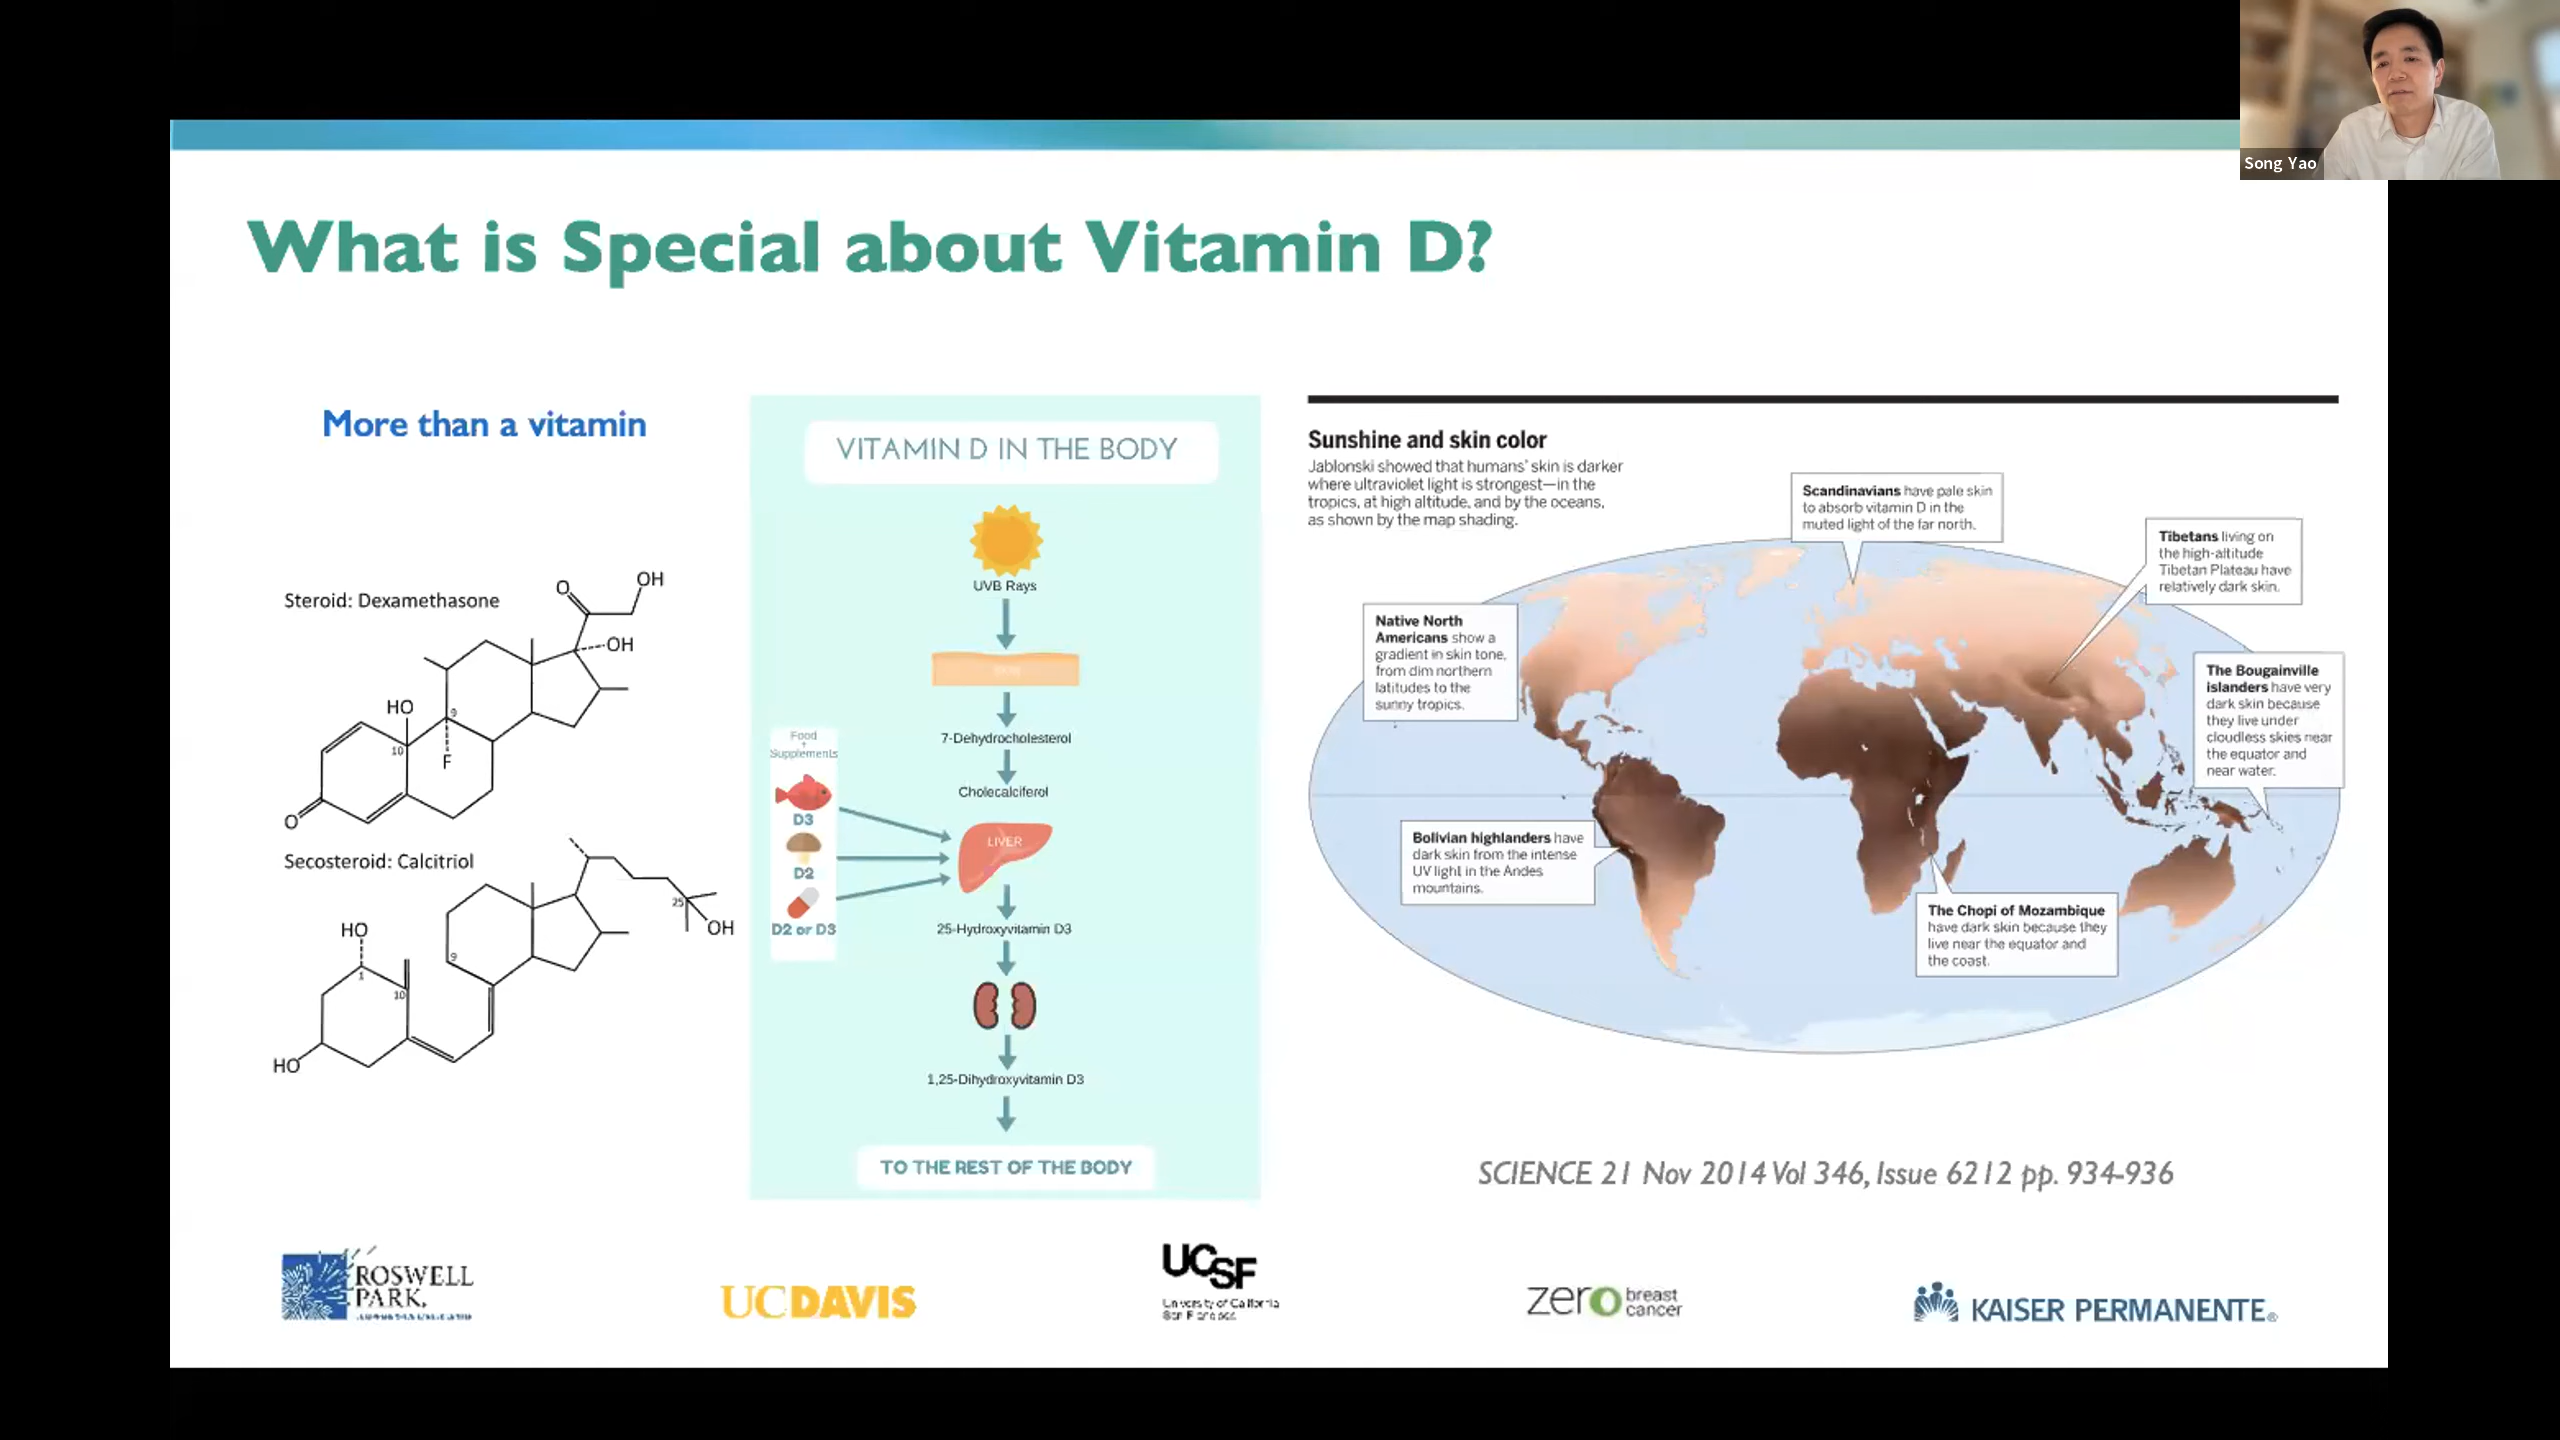 Song Yao
What is Special about Vitamin D?
More than a vitamin
Steroid: Dexamethasone
O
OH
OH
HO
9
10
F
O
Secosteroid: Calcitriol
25
OH
HO
9
1
10
HO
VITAMIN D IN THE BODY
UVB Rays
SKIN
7-Dehydrocholesterol
Cholecalciferol
Food
+
Supplements
D3
D2
D2 or D3
LIVER
25-Hydroxyvitamin D3
1,25-Dihydroxyvitamin D3
TO THE REST OF THE BODY
Sunshine and skin color
Jablonski showed that humans' skin is darker
where ultraviolet light is strongest—in the
tropics, at high altitude, and by the oceans,
as shown by the map shading.
Scandinavians have pale skin
to absorb vitamin D in the
muted light of the far north.
Tibetans living on
the high-altitude
Tibetan Plateau have
relatively dark skin.
Native North
Americans show a
gradient in skin tone,
from dim northern
latitudes to the
sunny tropics.
The Bougainville
islanders have very
dark skin because
they live under
cloudless skies near
the equator and
near water.
Bolivian highlanders have
dark skin from the intense
UV light in the Andes
mountains.
The Chopi of Mozambique
have dark skin because they
live near the equator and
the coast.
SCIENCE 21 Nov 2014 Vol 346, Issue 6212 pp. 934-936
ROSWELL
PARK.
UCDAVIS
UCSF
University of California
San Francisco
zero breast
cancer
KAISER PERMANENTE®